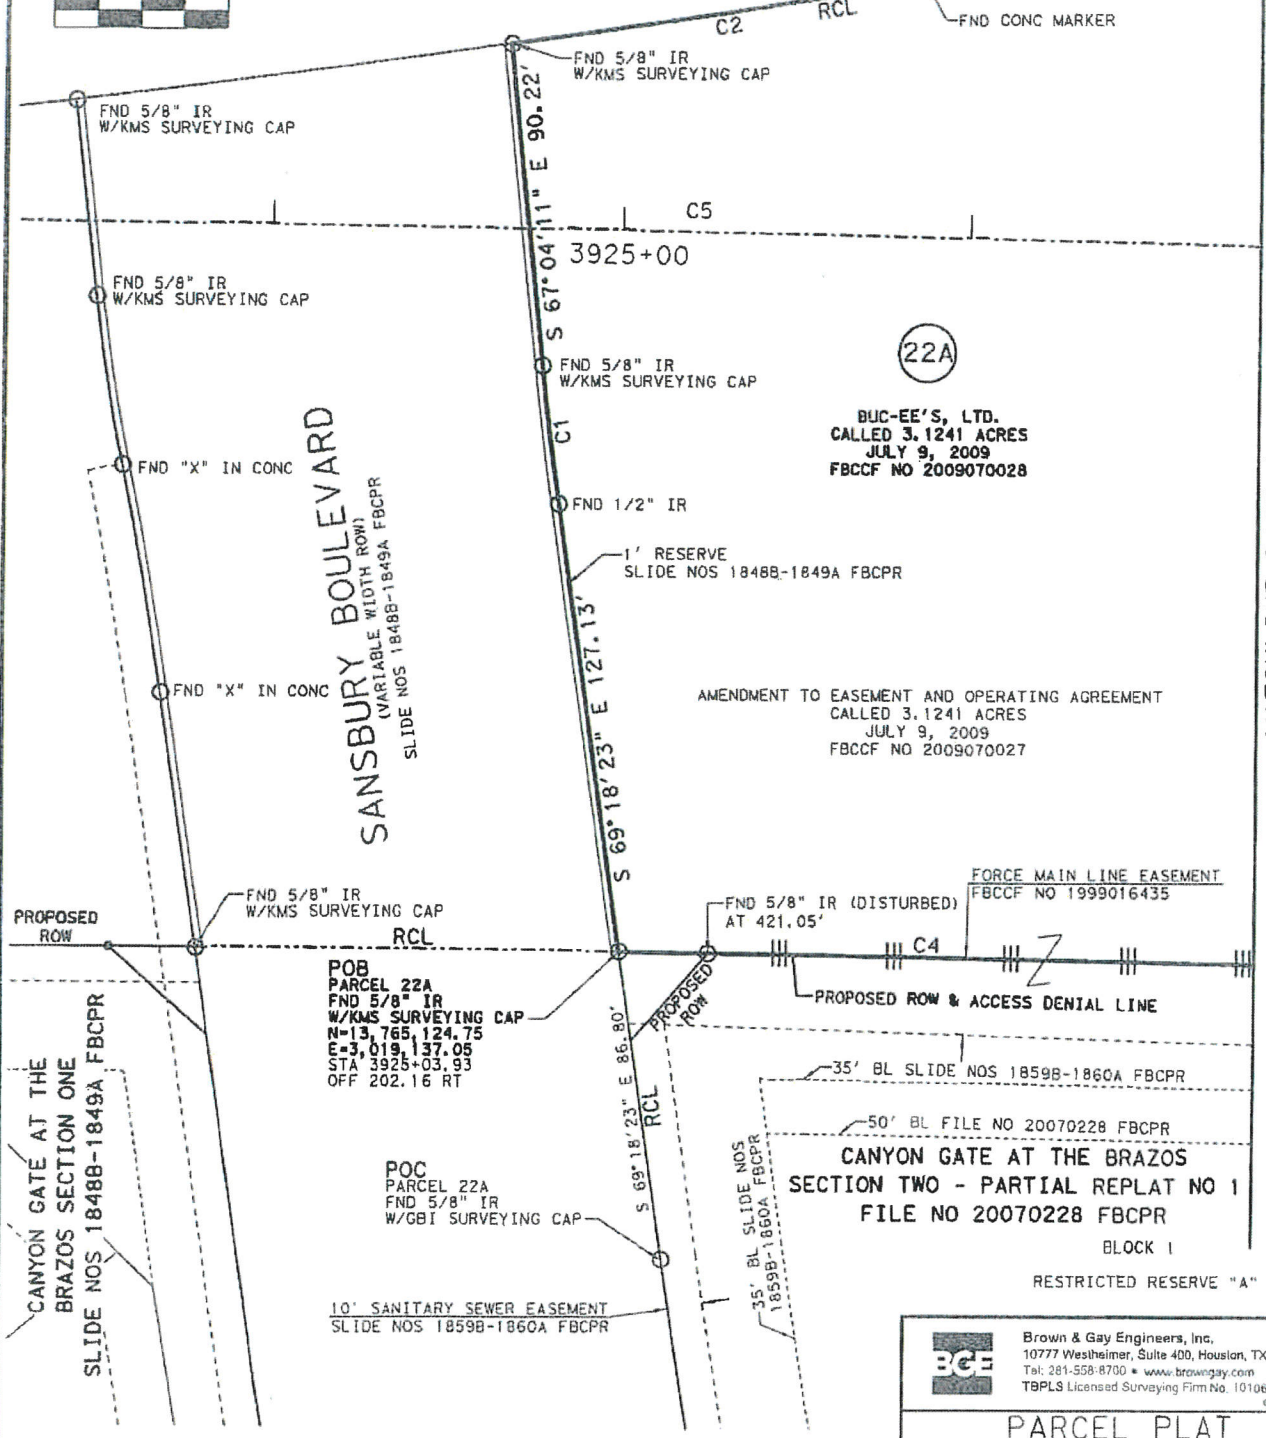 C2
RCL
FND CONC MARKER
FND 5/8" IR
W/KMS SURVEYING CAP
FND 5/8" IR
W/KMS SURVEYING CAP
S 67°04'11" E 90.22'
C5
3925+00
FND 5/8" IR
W/KMS SURVEYING CAP
22A
FND 5/8" IR
W/KMS SURVEYING CAP
BUC-EE'S, LTD.
CALLED 3.1241 ACRES
JULY 9, 2009
FBCCF NO 2009070028
C1
FND "X" IN CONC
FND 1/2" IR
SANSBURY BOULEVARD
(VARIABLE WIDTH ROW)
SLIDE NOS 1848B-1849A FBCPR
1' RESERVE
SLIDE NOS 1848B-1849A FBCPR
FND "X" IN CONC
S 69°18'23" E 127.13'
AMENDMENT TO EASEMENT AND OPERATING AGREEMENT
CALLED 3.1241 ACRES
JULY 9, 2009
FBCCF NO 2009070027
FND 5/8" IR
W/KMS SURVEYING CAP
FND 5/8" IR (DISTURBED)
AT 421.05'
FORCE MAIN LINE EASEMENT
FBCCF NO 1999016435
PROPOSED
ROW
RCL
C4
POB
PARCEL 22A
FND 5/8" IR
W/KMS SURVEYING CAP
N=13,765,124.75
E=3,019,137.05
STA 3925+03.93
OFF 202.16 RT
PROPOSED
ROW
PROPOSED ROW & ACCESS DENIAL LINE
S 69°18'23" E 86.80'
RCL
35' BL SLIDE NOS 1859B-1860A FBCPR
50' BL FILE NO 20070228 FBCPR
CANYON GATE AT THE
BRAZOS SECTION ONE
SLIDE NOS 1848B-1849A FBCPR
CANYON GATE AT THE BRAZOS
SECTION TWO - PARTIAL REPLAT NO 1
FILE NO 20070228 FBCPR
BLOCK 1
RESTRICTED RESERVE "A"
POC
PARCEL 22A
FND 5/8" IR
W/GBI SURVEYING CAP
35' BL SLIDE NOS
1859B-1860A FBCPR
10' SANITARY SEWER EASEMENT
SLIDE NOS 1859B-1860A FBCPR
BGE
Brown & Gay Engineers, Inc.
10777 Westheimer, Suite 400, Houston, TX
Tel: 281-558-8700 • www.browngay.com
TBPLS Licensed Surveying Firm No. 10106
PARCEL PLAT